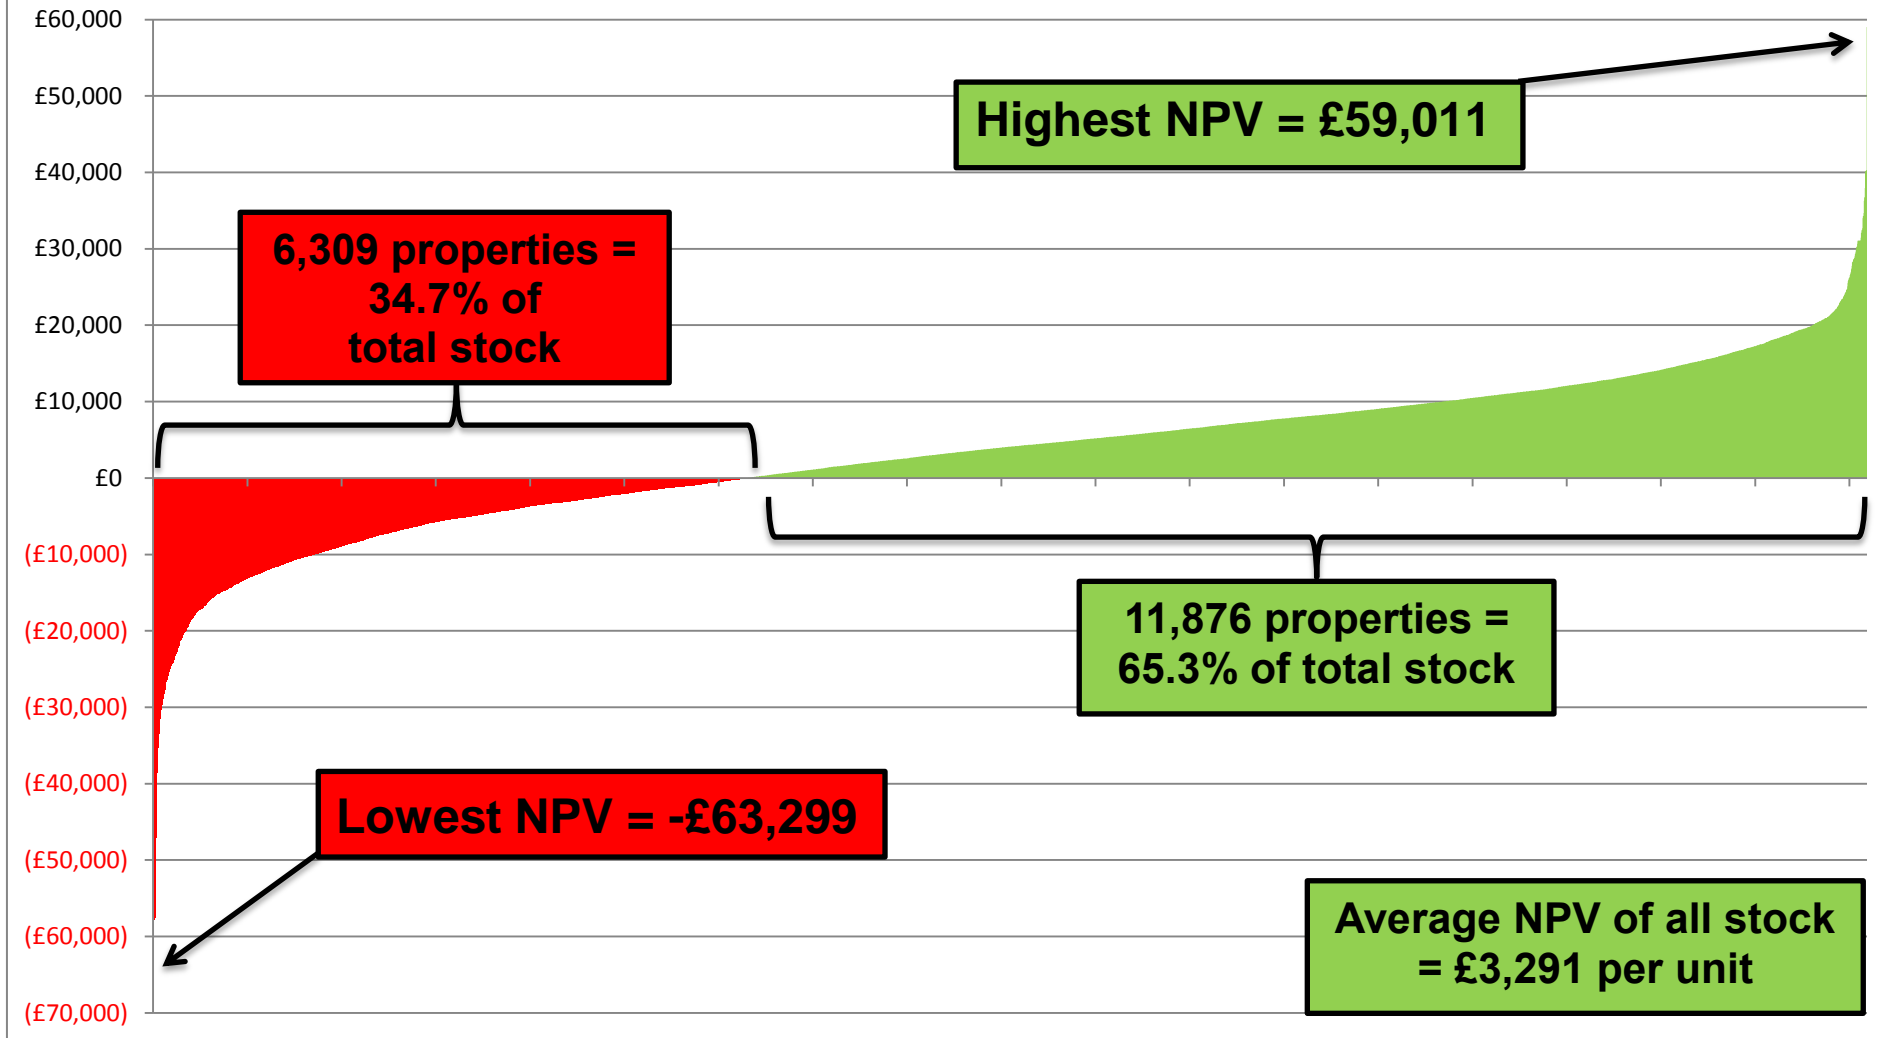 £60,000
£50,000
£40,000
£30,000
£20,000
£10,000
£0
(£10,000)
(£20,000)
(£30,000)
(£40,000)
(£50,000)
(£60,000)
(£70,000)
Highest NPV = £59,011
6,309 properties =
34.7% of
total stock
11,876 properties =
65.3% of total stock
Lowest NPV = -£63,299
Average NPV of all stock
= £3,291 per unit